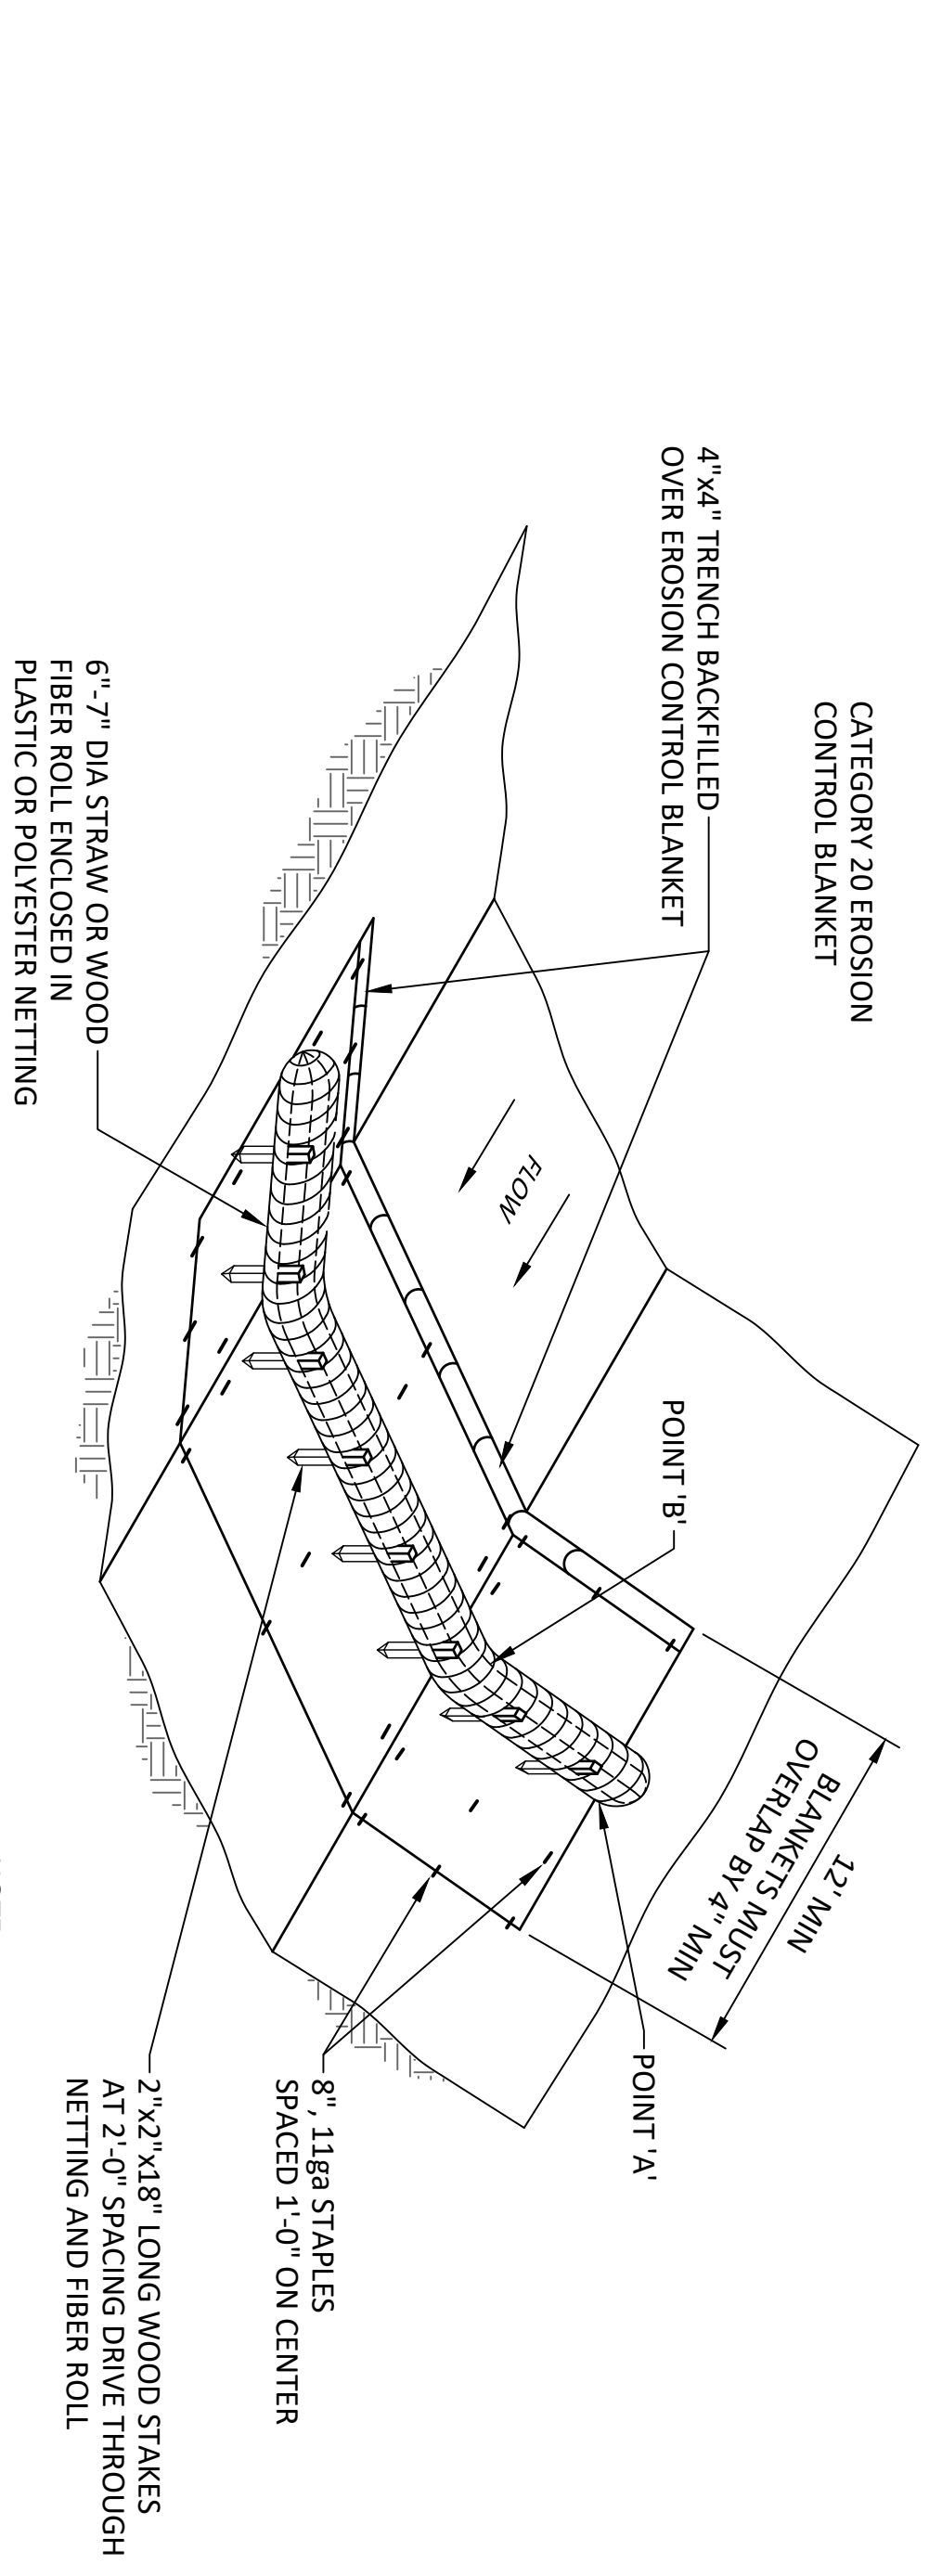 CATEGORY 20 EROSION
CONTROL BLANKET
4"x4" TRENCH BACKFILLED
OVER EROSION CONTROL BLANKET
6"-7" DIA STRAW OR WOOD
FIBER ROLL ENCLOSED IN
PLASTIC OR POLYESTER NETTING
FLOW
POINT 'B'
12' MIN
BLANKETS MUST
OVERLAP BY 4" MIN
POINT 'A'
8", 11ga STAPLES
SPACED 1'-0" ON CENTER
2"x2"x18" LONG WOOD STAKES
AT 2'-0" SPACING DRIVE THROUGH
NETTING AND FIBER ROLL